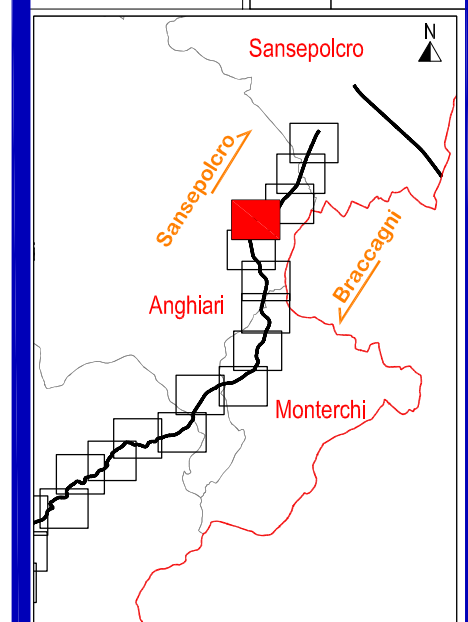 Sansepolcro
N
Sansepolcro
Braccagni
Anghiari
Monterchi